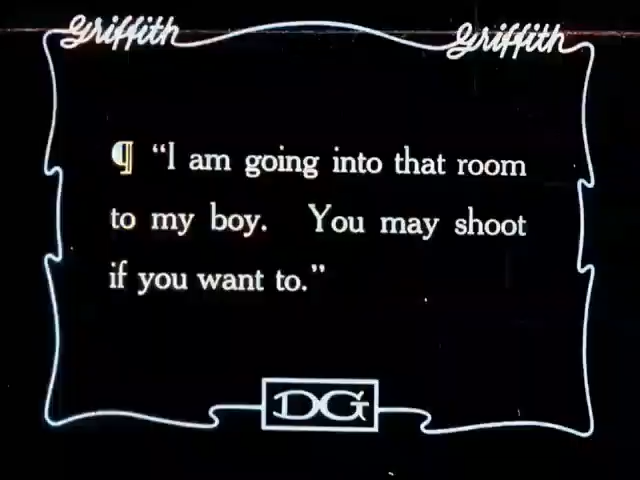 Griffith Griffith
¶ “I am going into that room
to my boy. You may shoot
if you want to.”
DG